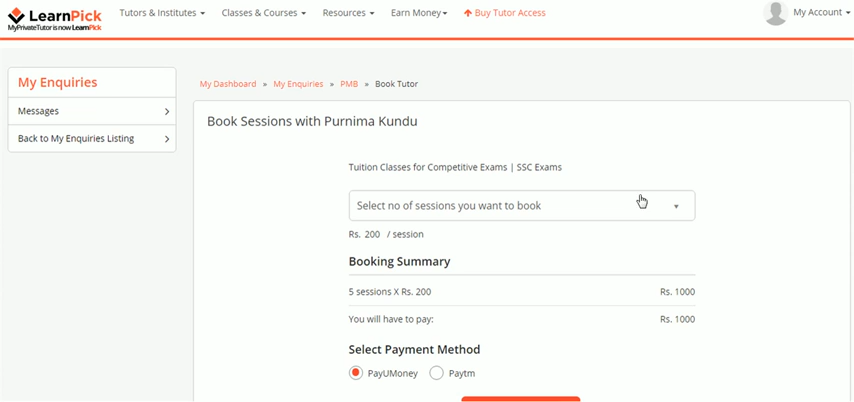 LearnPick
MyPrivateTutor is now LearnPick
Tutors & Institutes
Classes & Courses
Resources
Earn Money
Buy Tutor Access
My Account
My Enquiries
Messages
Back to My Enquiries Listing
My Dashboard » My Enquiries » PMB » Book Tutor
Book Sessions with Purnima Kundu
Tuition Classes for Competitive Exams | SSC Exams
Select no of sessions you want to book
Rs. 200 / session
Booking Summary
5 sessions X Rs. 200 Rs. 1000
You will have to pay: Rs. 1000
Select Payment Method
PayUMoney Paytm